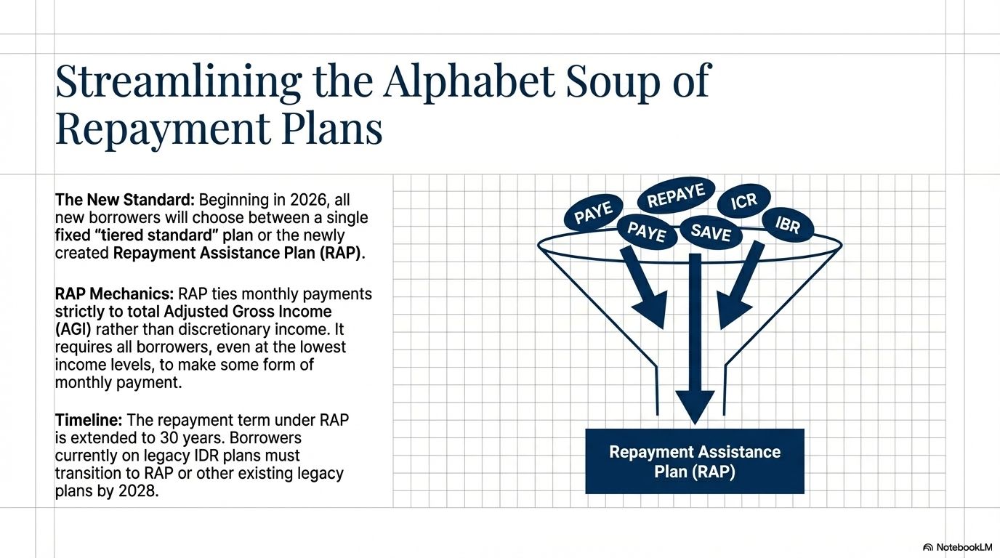 Streamlining the Alphabet Soup of
Repayment Plans
The New Standard: Beginning in 2026, all
new borrowers will choose between a single
fixed “tiered standard” plan or the newly
created Repayment Assistance Plan (RAP).
RAP Mechanics: RAP ties monthly payments
strictly to total Adjusted Gross Income
(AGI) rather than discretionary income. It
requires all borrowers, even at the lowest
income levels, to make some form of
monthly payment.
Timeline: The repayment term under RAP
is extended to 30 years. Borrowers
currently on legacy IDR plans must
transition to RAP or other existing legacy
plans by 2028.
PAYE
REPAYE
ICR
PAYE
SAVE
IBR
Repayment Assistance
Plan (RAP)
NotebookLM